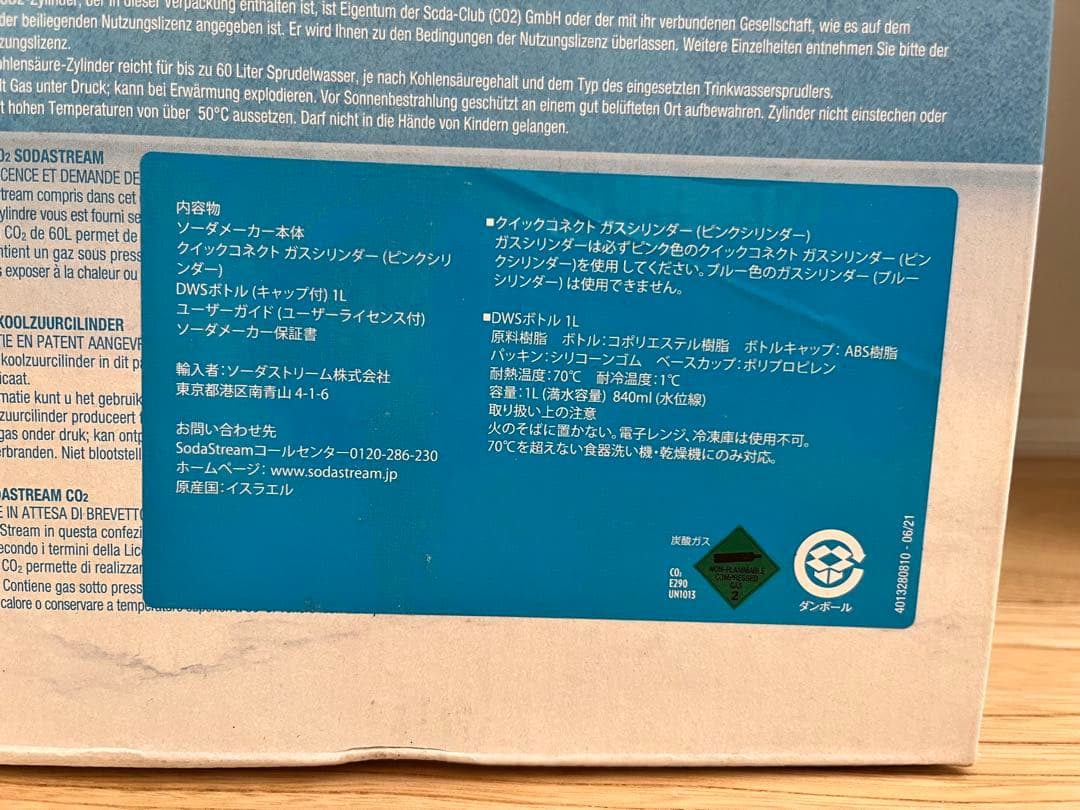 CO2-Zylinder, der in dieser Verpackung enthalten ist, ist Eigentum der Scda-Club (CO2) GmbH oder der mit ihr verbundenen Gesellschaft, wie es auf dem
der beiliegenden Nutzungslizenz angegeben ist. Er wird Ihnen zu den Bedingungen der Nutzungslizenz überlassen. Weitere Einzelheiten entnehmen Sie bitte der
zungslizenz.
ohlensäure-Zylinder reicht für bis zu 60 Liter Sprudelwasser, je nach Kohlensäuregehalt und dem Typ des eingesetzten Trinkwassersprudlers.
lt Gas unter Druck; kann bei Erwärmung explodieren. Vor Sonnenbestrahlung geschützt an einem gut belüfteten Ort aufbewahren. Zylinder nicht einstechen oder
t hohen Temperaturen von über 50°C aussetzen. Darf nicht in die Hände von Kindern gelangen.
O2 SODASTREAM
CENCE ET DEMANDE DE
tream compris dans cet
ylindre vous est fourni se
CO2 de 60L permet de
ntient un gaz sous press
s exposer à la chaleur ou
KOOLZUURCILINDER
TIE EN PATENT AANGEVR
koolzuurcilinder in dit pa
icaat.
matie kunt u het gebruik
zuurcilinder produceert
gas onder druk; kan ontp
erbranden. Niet blootstell
DASTREAM CO2
E IN ATTESA DI BREVETTO
Stream in questa confezi
econdo i termini della Lic
CO2 permette di realizzar
Contiene gas sotto press
calore o conservare a temperature
内容物
ソーダメーカー本体
クイックコネクト ガスシリンダー (ピンクシリ
ンダー)
DWSボトル (キャップ付) 1L
ユーザーガイド (ユーザーライセンス付)
ソーダメーカー保証書
輸入者:ソーダストリーム株式会社
東京都港区南青山 4-1-6
お問い合わせ先
SodaStreamコールセンター0120-286-230
ホームページ: www.sodastream.jp
原産国:イスラエル
■クイックコネクト ガスシリンダー (ピンクシリンダー)
ガスシリンダーは必ずピンク色のクイックコネクト ガスシリンダー (ピン
クシリンダー)を使用してください。ブルー色のガスシリンダー (ブルー
シリンダー) は使用できません。
■DWSボトル 1L
原料樹脂 ボトル:コポリエステル樹脂 ボトルキャップ: ABS樹脂
パッキン:シリコーンゴム ベースカップ:ポリプロピレン
耐熱温度:70℃ 耐冷温度:1℃
容量:1L (満水容量) 840ml (水位線)
取り扱い上の注意
火のそばに置かない。電子レンジ、冷凍庫は使用不可。
70℃を超えない食器洗い機・乾燥機にのみ対応。
炭酸ガス
CO2
E290
UN1013
NON-FLAMMABLE
COMPRESSED
GAS
2
ダンボール
4013280810 - 06/21